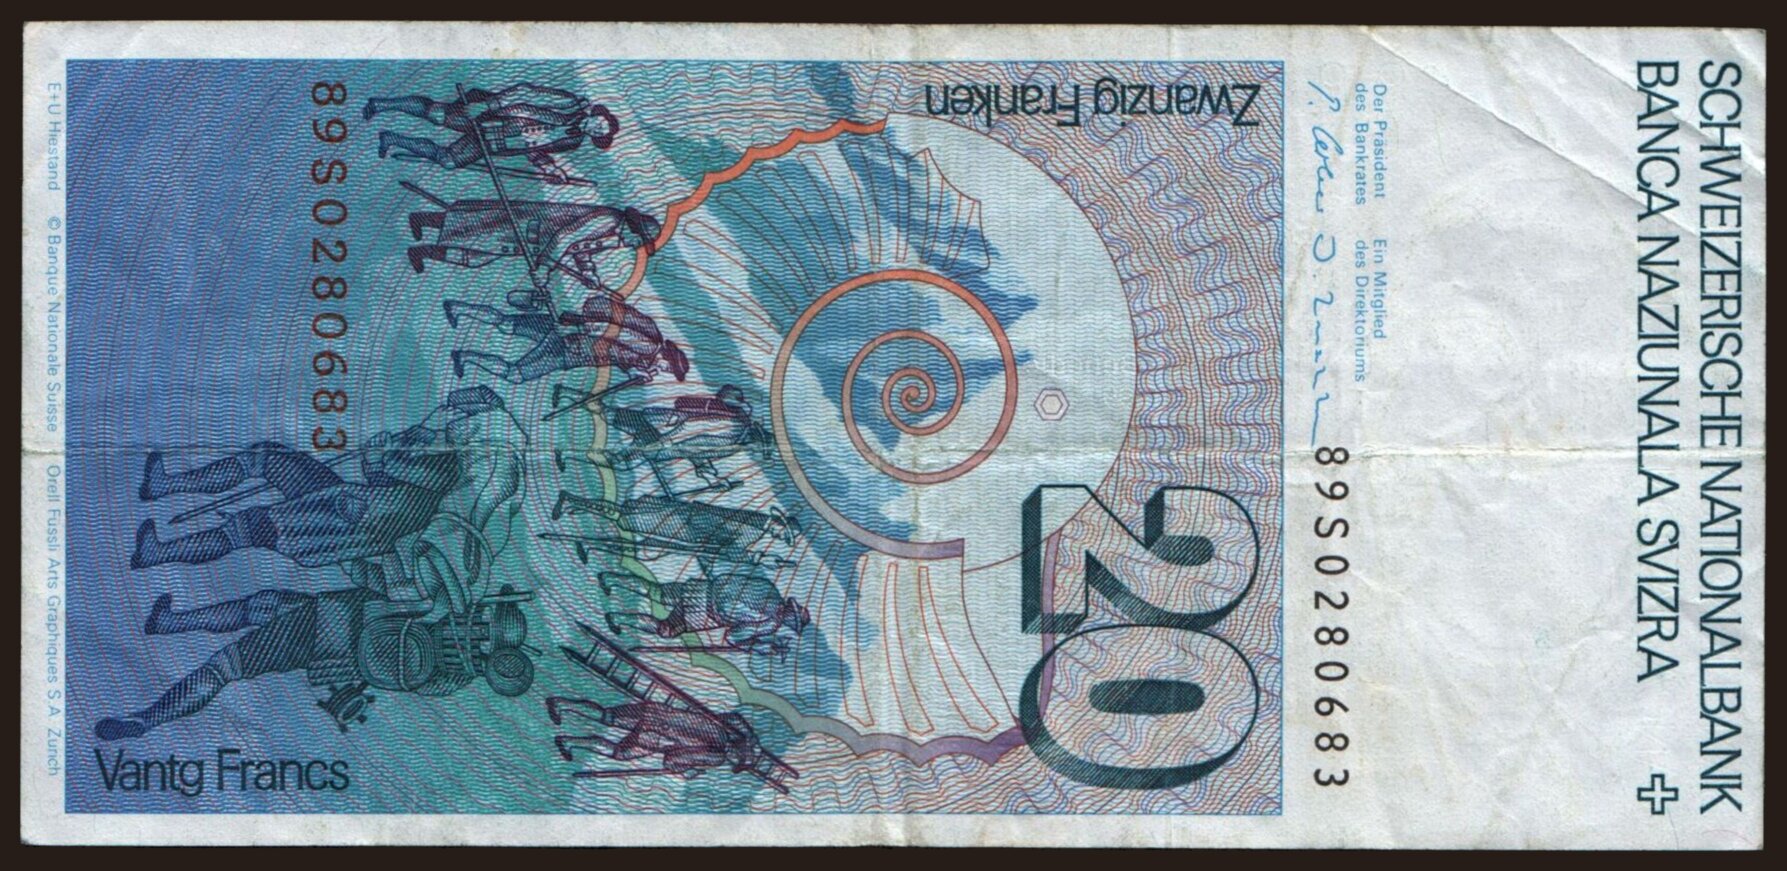 SCHWEIZERISCHE NATIONALBANK
BANCA NAZIUNALA SVIZRA
Der Präsident
des Bankrates
Ein Mitglied
des Direktoriums
89S0280683
Zwanzig Franken
20
89S0280683
Vantg Francs
E+U Hiestand © Banque Nationale Suisse Orell Füssli Arts Graphiques S.A. Zurich